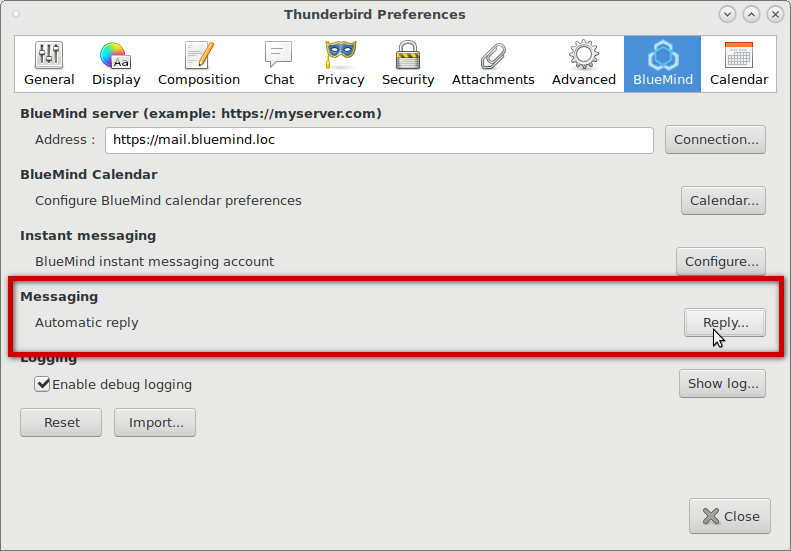 Thunderbird Preferences
General Display Composition Chat Privacy Security Attachments Advanced BlueMind Calendar
BlueMind server (example: https://myserver.com)
Address : https://mail.bluemind.loc Connection...
BlueMind Calendar
Configure BlueMind calendar preferences Calendar...
Instant messaging
BlueMind instant messaging account Configure...
Messaging
Automatic reply Reply...
Logging
Enable debug logging Show log...
Reset Import...
Close